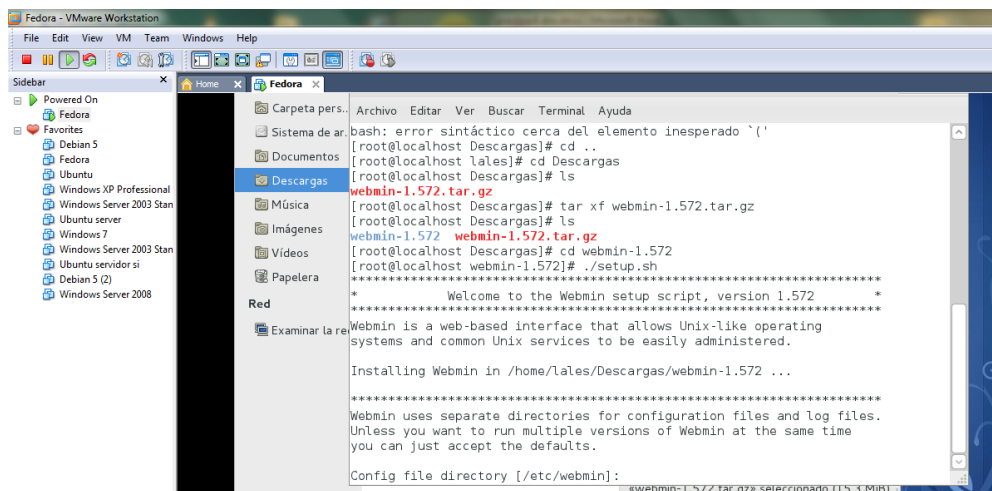 Fedora - VMware Workstation
File Edit View VM Team Windows Help
Sidebar ×
Home × Fedora ×
Powered On
Fedora
Favorites
Debian 5
Fedora
Ubuntu
Windows XP Professional
Windows Server 2003 Stan
Ubuntu server
Windows 7
Windows Server 2003 Stan
Ubuntu servidor si
Debian 5 (2)
Windows Server 2008
Carpeta pers..
Sistema de ar.
Documentos
Descargas
Música
Imágenes
Vídeos
Papelera
Red
Examinar la re
Archivo Editar Ver Buscar Terminal Ayuda
bash: error sintáctico cerca del elemento inesperado `('
[root@localhost Descargas]# cd ..
[root@localhost lales]# cd Descargas
[root@localhost Descargas]# ls
webmin-1.572.tar.gz
[root@localhost Descargas]# tar xf webmin-1.572.tar.gz
[root@localhost Descargas]# ls
webmin-1.572 webmin-1.572.tar.gz
[root@localhost Descargas]# cd webmin-1.572
[root@localhost webmin-1.572]# ./setup.sh
***********************************************************************
* Welcome to the Webmin setup script, version 1.572 *
***********************************************************************
Webmin is a web-based interface that allows Unix-like operating
systems and common Unix services to be easily administered.
Installing Webmin in /home/lales/Descargas/webmin-1.572 ...
***********************************************************************
Webmin uses separate directories for configuration files and log files.
Unless you want to run multiple versions of Webmin at the same time
you can just accept the defaults.
Config file directory [/etc/webmin]:
«webmin-1.572.tar.gz» seleccionado (15,3 MiB)